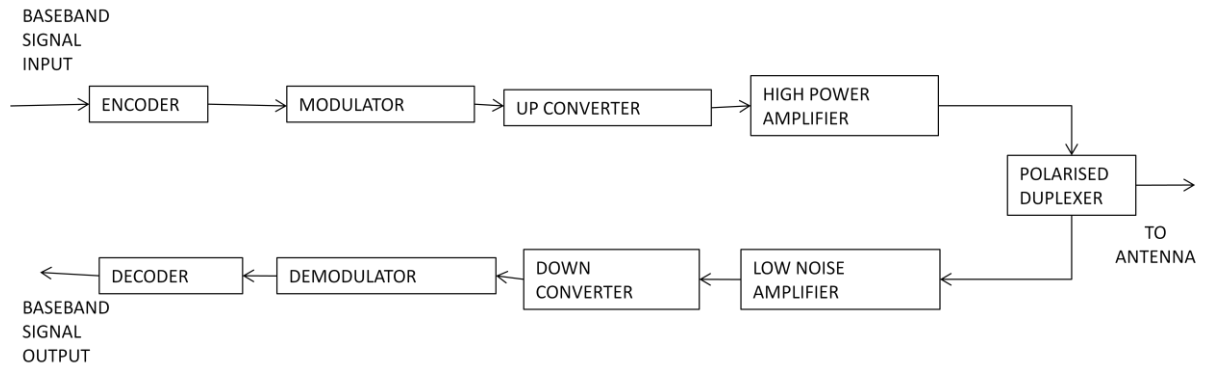 BASEBAND
SIGNAL
INPUT
ENCODER
MODULATOR
UP CONVERTER
HIGH POWER
AMPLIFIER
POLARISED
DUPLEXER
TO
ANTENNA
LOW NOISE
AMPLIFIER
DOWN
CONVERTER
DEMODULATOR
DECODER
BASEBAND
SIGNAL
OUTPUT